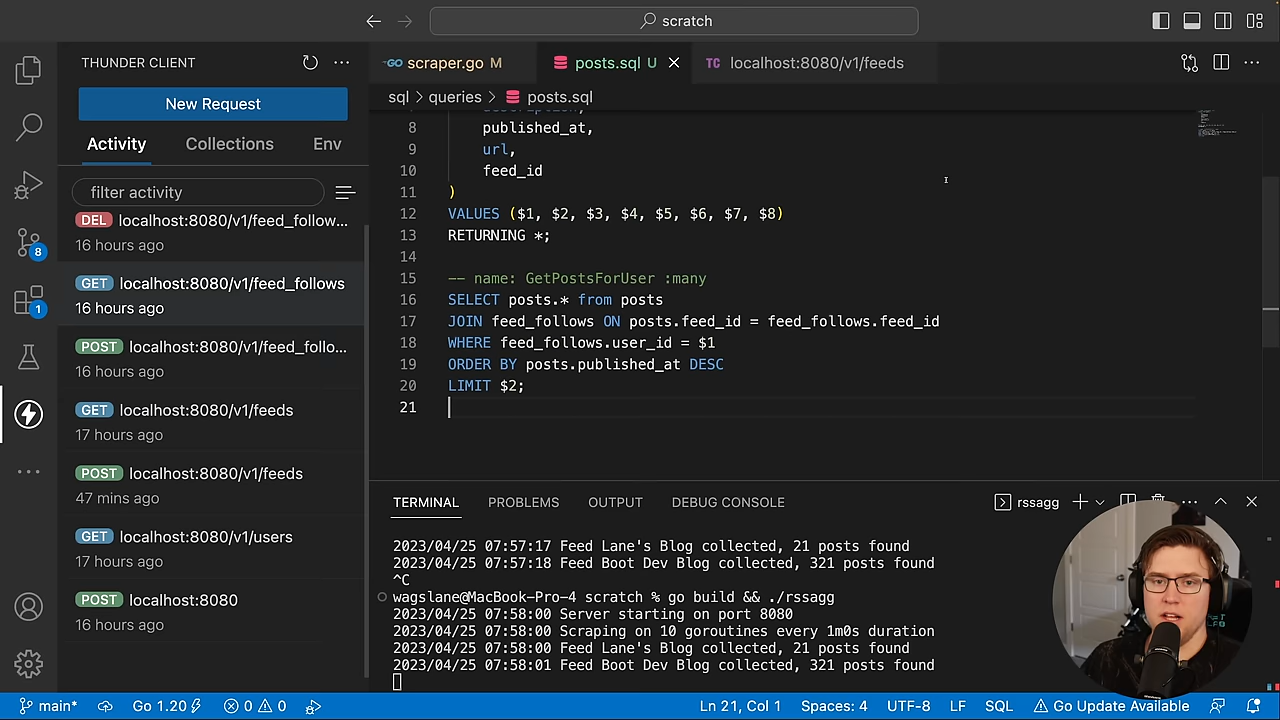 scratch
THUNDER CLIENT
New Request
Activity
Collections
Env
filter activity
DEL localhost:8080/v1/feed_follow...
16 hours ago
GET localhost:8080/v1/feed_follows
16 hours ago
POST localhost:8080/v1/feed_follo...
16 hours ago
GET localhost:8080/v1/feeds
17 hours ago
POST localhost:8080/v1/feeds
47 mins ago
GET localhost:8080/v1/users
17 hours ago
POST localhost:8080
16 hours ago
8
1
GO scraper.go M
posts.sql U
TC localhost:8080/v1/feeds
sql > queries > posts.sql
8 published_at,
9 url,
10 feed_id
11 )
12 VALUES ($1, $2, $3, $4, $5, $6, $7, $8)
13 RETURNING *;
14
15 -- name: GetPostsForUser :many
16 SELECT posts.* from posts
17 JOIN feed_follows ON posts.feed_id = feed_follows.feed_id
18 WHERE feed_follows.user_id = $1
19 ORDER BY posts.published_at DESC
20 LIMIT $2;
21
TERMINAL PROBLEMS OUTPUT DEBUG CONSOLE
rssagg
2023/04/25 07:57:17 Feed Lane's Blog collected, 21 posts found
2023/04/25 07:57:18 Feed Boot Dev Blog collected, 321 posts found
^C
wagslane@MacBook-Pro-4 scratch % go build && ./rssagg
2023/04/25 07:58:00 Server starting on port 8080
2023/04/25 07:58:00 Scraping on 10 goroutines every 1m0s duration
2023/04/25 07:58:00 Feed Lane's Blog collected, 21 posts found
2023/04/25 07:58:01 Feed Boot Dev Blog collected, 321 posts found
main* Go 1.20 0 0 Ln 21, Col 1 Spaces: 4 UTF-8 LF SQL Go Update Available